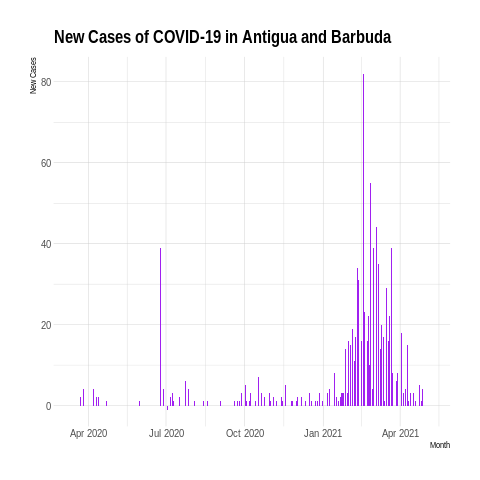 New Cases of COVID-19 in Antigua and Barbuda
New Cases
80
60
40
20
0
Apr 2020 Jul 2020 Oct 2020 Jan 2021 Apr 2021
Month